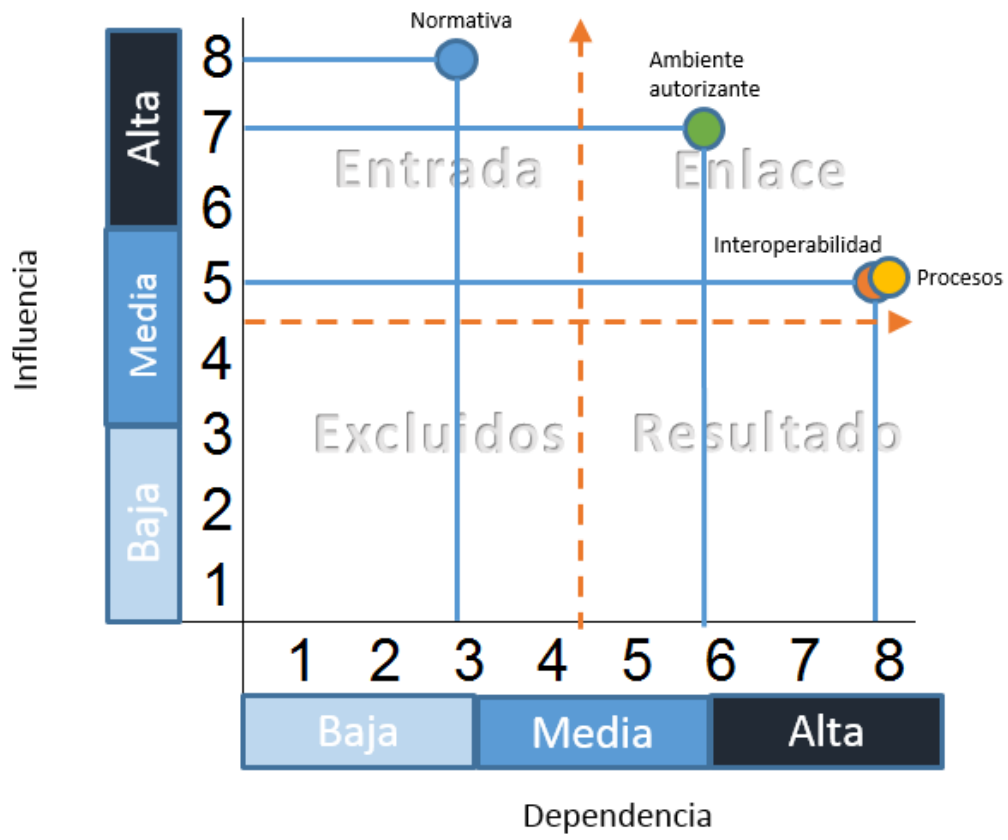 Normativa
Ambiente
autorizante
Entrada
Enlace
Interoperabilidad
Procesos
Excluidos
Resultado
Influencia
Alta
Media
Baja
8
7
6
5
4
3
2
1
1 2 3 4 5 6 7 8
Baja Media Alta
Dependencia